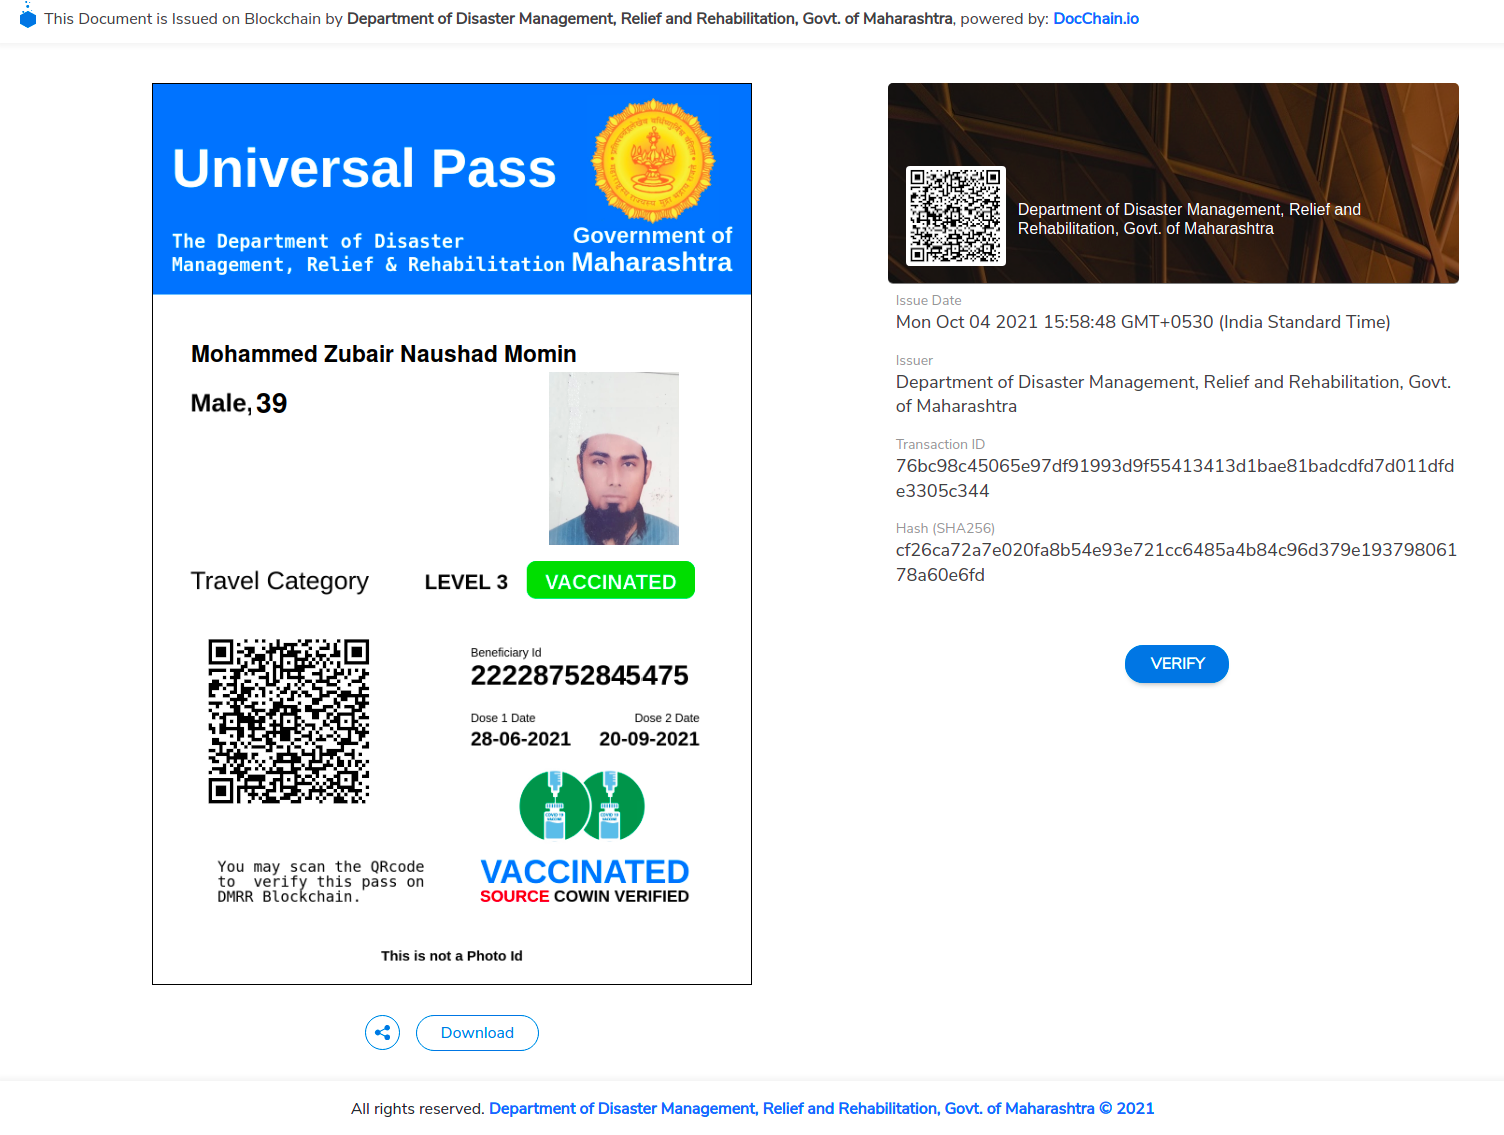 This Document is Issued on Blockchain by Department of Disaster Management, Relief and Rehabilitation, Govt. of Maharashtra, powered by: DocChain.io
Universal Pass
The Department of Disaster
Management, Relief & Rehabilitation
Government of
Maharashtra
Mohammed Zubair Naushad Momin
Male, 39
Travel Category
LEVEL 3
VACCINATED
Beneficiary Id
22228752845475
Dose 1 Date
Dose 2 Date
28-06-2021
20-09-2021
You may scan the QRcode
to verify this pass on
DMRR Blockchain.
VACCINATED
SOURCE COWIN VERIFIED
This is not a Photo Id
Download
Department of Disaster Management, Relief and
Rehabilitation, Govt. of Maharashtra
Issue Date
Mon Oct 04 2021 15:58:48 GMT+0530 (India Standard Time)
Issuer
Department of Disaster Management, Relief and Rehabilitation, Govt.
of Maharashtra
Transaction ID
76bc98c45065e97df91993d9f55413413d1bae81badcdfd7d011dfd
e3305c344
Hash (SHA256)
cf26ca72a7e020fa8b54e93e721cc6485a4b84c96d379e193798061
78a60e6fd
VERIFY
All rights reserved. Department of Disaster Management, Relief and Rehabilitation, Govt. of Maharashtra © 2021